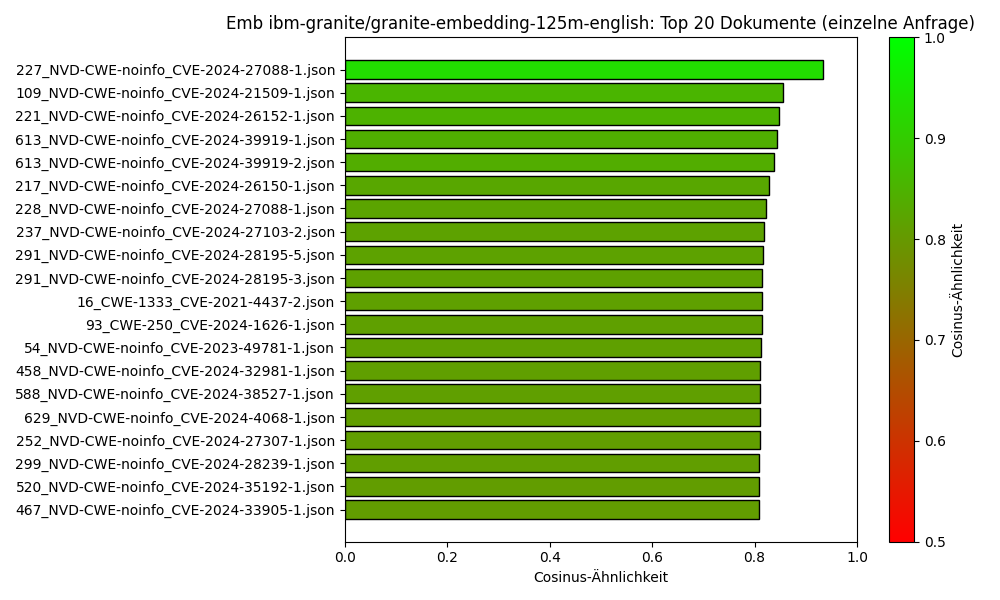 Emb ibm-granite/granite-embedding-125m-english: Top 20 Dokumente (einzelne Anfrage)
227_NVD-CWE-noinfo_CVE-2024-27088-1.json
109_NVD-CWE-noinfo_CVE-2024-21509-1.json
221_NVD-CWE-noinfo_CVE-2024-26152-1.json
613_NVD-CWE-noinfo_CVE-2024-39919-1.json
613_NVD-CWE-noinfo_CVE-2024-39919-2.json
217_NVD-CWE-noinfo_CVE-2024-26150-1.json
228_NVD-CWE-noinfo_CVE-2024-27088-1.json
237_NVD-CWE-noinfo_CVE-2024-27103-2.json
291_NVD-CWE-noinfo_CVE-2024-28195-5.json
291_NVD-CWE-noinfo_CVE-2024-28195-3.json
16_CWE-1333_CVE-2021-4437-2.json
93_CWE-250_CVE-2024-1626-1.json
54_NVD-CWE-noinfo_CVE-2023-49781-1.json
458_NVD-CWE-noinfo_CVE-2024-32981-1.json
588_NVD-CWE-noinfo_CVE-2024-38527-1.json
629_NVD-CWE-noinfo_CVE-2024-4068-1.json
252_NVD-CWE-noinfo_CVE-2024-27307-1.json
299_NVD-CWE-noinfo_CVE-2024-28239-1.json
520_NVD-CWE-noinfo_CVE-2024-35192-1.json
467_NVD-CWE-noinfo_CVE-2024-33905-1.json
0.0 0.2 0.4 0.6 0.8 1.0
Cosinus-Ähnlichkeit
1.0
0.9
0.8
0.7
0.6
0.5
Cosinus-Ähnlichkeit